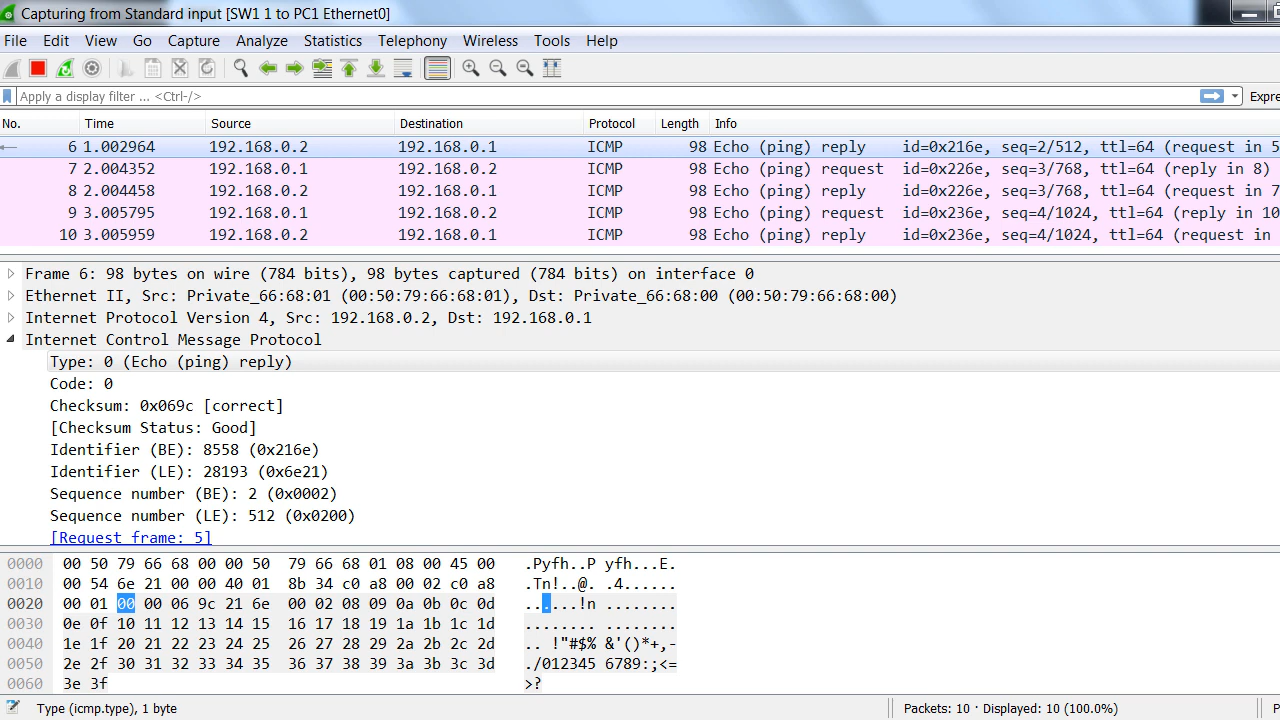 Capturing from Standard input [SW1 1 to PC1 Ethernet0]
File Edit View Go Capture Analyze Statistics Telephony Wireless Tools Help
Apply a display filter ... <Ctrl-/> Expre
No. Time Source Destination Protocol Length Info
6 1.002964 192.168.0.2 192.168.0.1 ICMP 98 Echo (ping) reply id=0x216e, seq=2/512, ttl=64 (request in 5
7 2.004352 192.168.0.1 192.168.0.2 ICMP 98 Echo (ping) request id=0x226e, seq=3/768, ttl=64 (reply in 8)
8 2.004458 192.168.0.2 192.168.0.1 ICMP 98 Echo (ping) reply id=0x226e, seq=3/768, ttl=64 (request in 7
9 3.005795 192.168.0.1 192.168.0.2 ICMP 98 Echo (ping) request id=0x236e, seq=4/1024, ttl=64 (reply in 10
10 3.005959 192.168.0.2 192.168.0.1 ICMP 98 Echo (ping) reply id=0x236e, seq=4/1024, ttl=64 (request in
Frame 6: 98 bytes on wire (784 bits), 98 bytes captured (784 bits) on interface 0
Ethernet II, Src: Private_66:68:01 (00:50:79:66:68:01), Dst: Private_66:68:00 (00:50:79:66:68:00)
Internet Protocol Version 4, Src: 192.168.0.2, Dst: 192.168.0.1
Internet Control Message Protocol
Type: 0 (Echo (ping) reply)
Code: 0
Checksum: 0x069c [correct]
[Checksum Status: Good]
Identifier (BE): 8558 (0x216e)
Identifier (LE): 28193 (0x6e21)
Sequence number (BE): 2 (0x0002)
Sequence number (LE): 512 (0x0200)
[Request frame: 5]
0000 00 50 79 66 68 00 00 50 79 66 68 01 08 00 45 00 .Pyfh..P yfh...E.
0010 00 54 6e 21 00 00 40 01 8b 34 c0 a8 00 02 c0 a8 .Tn!..@. .4......
0020 00 01 00 00 06 9c 21 6e 00 02 08 09 0a 0b 0c 0d ......!n ........
0030 0e 0f 10 11 12 13 14 15 16 17 18 19 1a 1b 1c 1d ........ ........
0040 1e 1f 20 21 22 23 24 25 26 27 28 29 2a 2b 2c 2d .. !"#$% &'()*+,-
0050 2e 2f 30 31 32 33 34 35 36 37 38 39 3a 3b 3c 3d ./012345 6789:;<=
0060 3e 3f >?
Type (icmp.type), 1 byte Packets: 10 · Displayed: 10 (100.0%) P